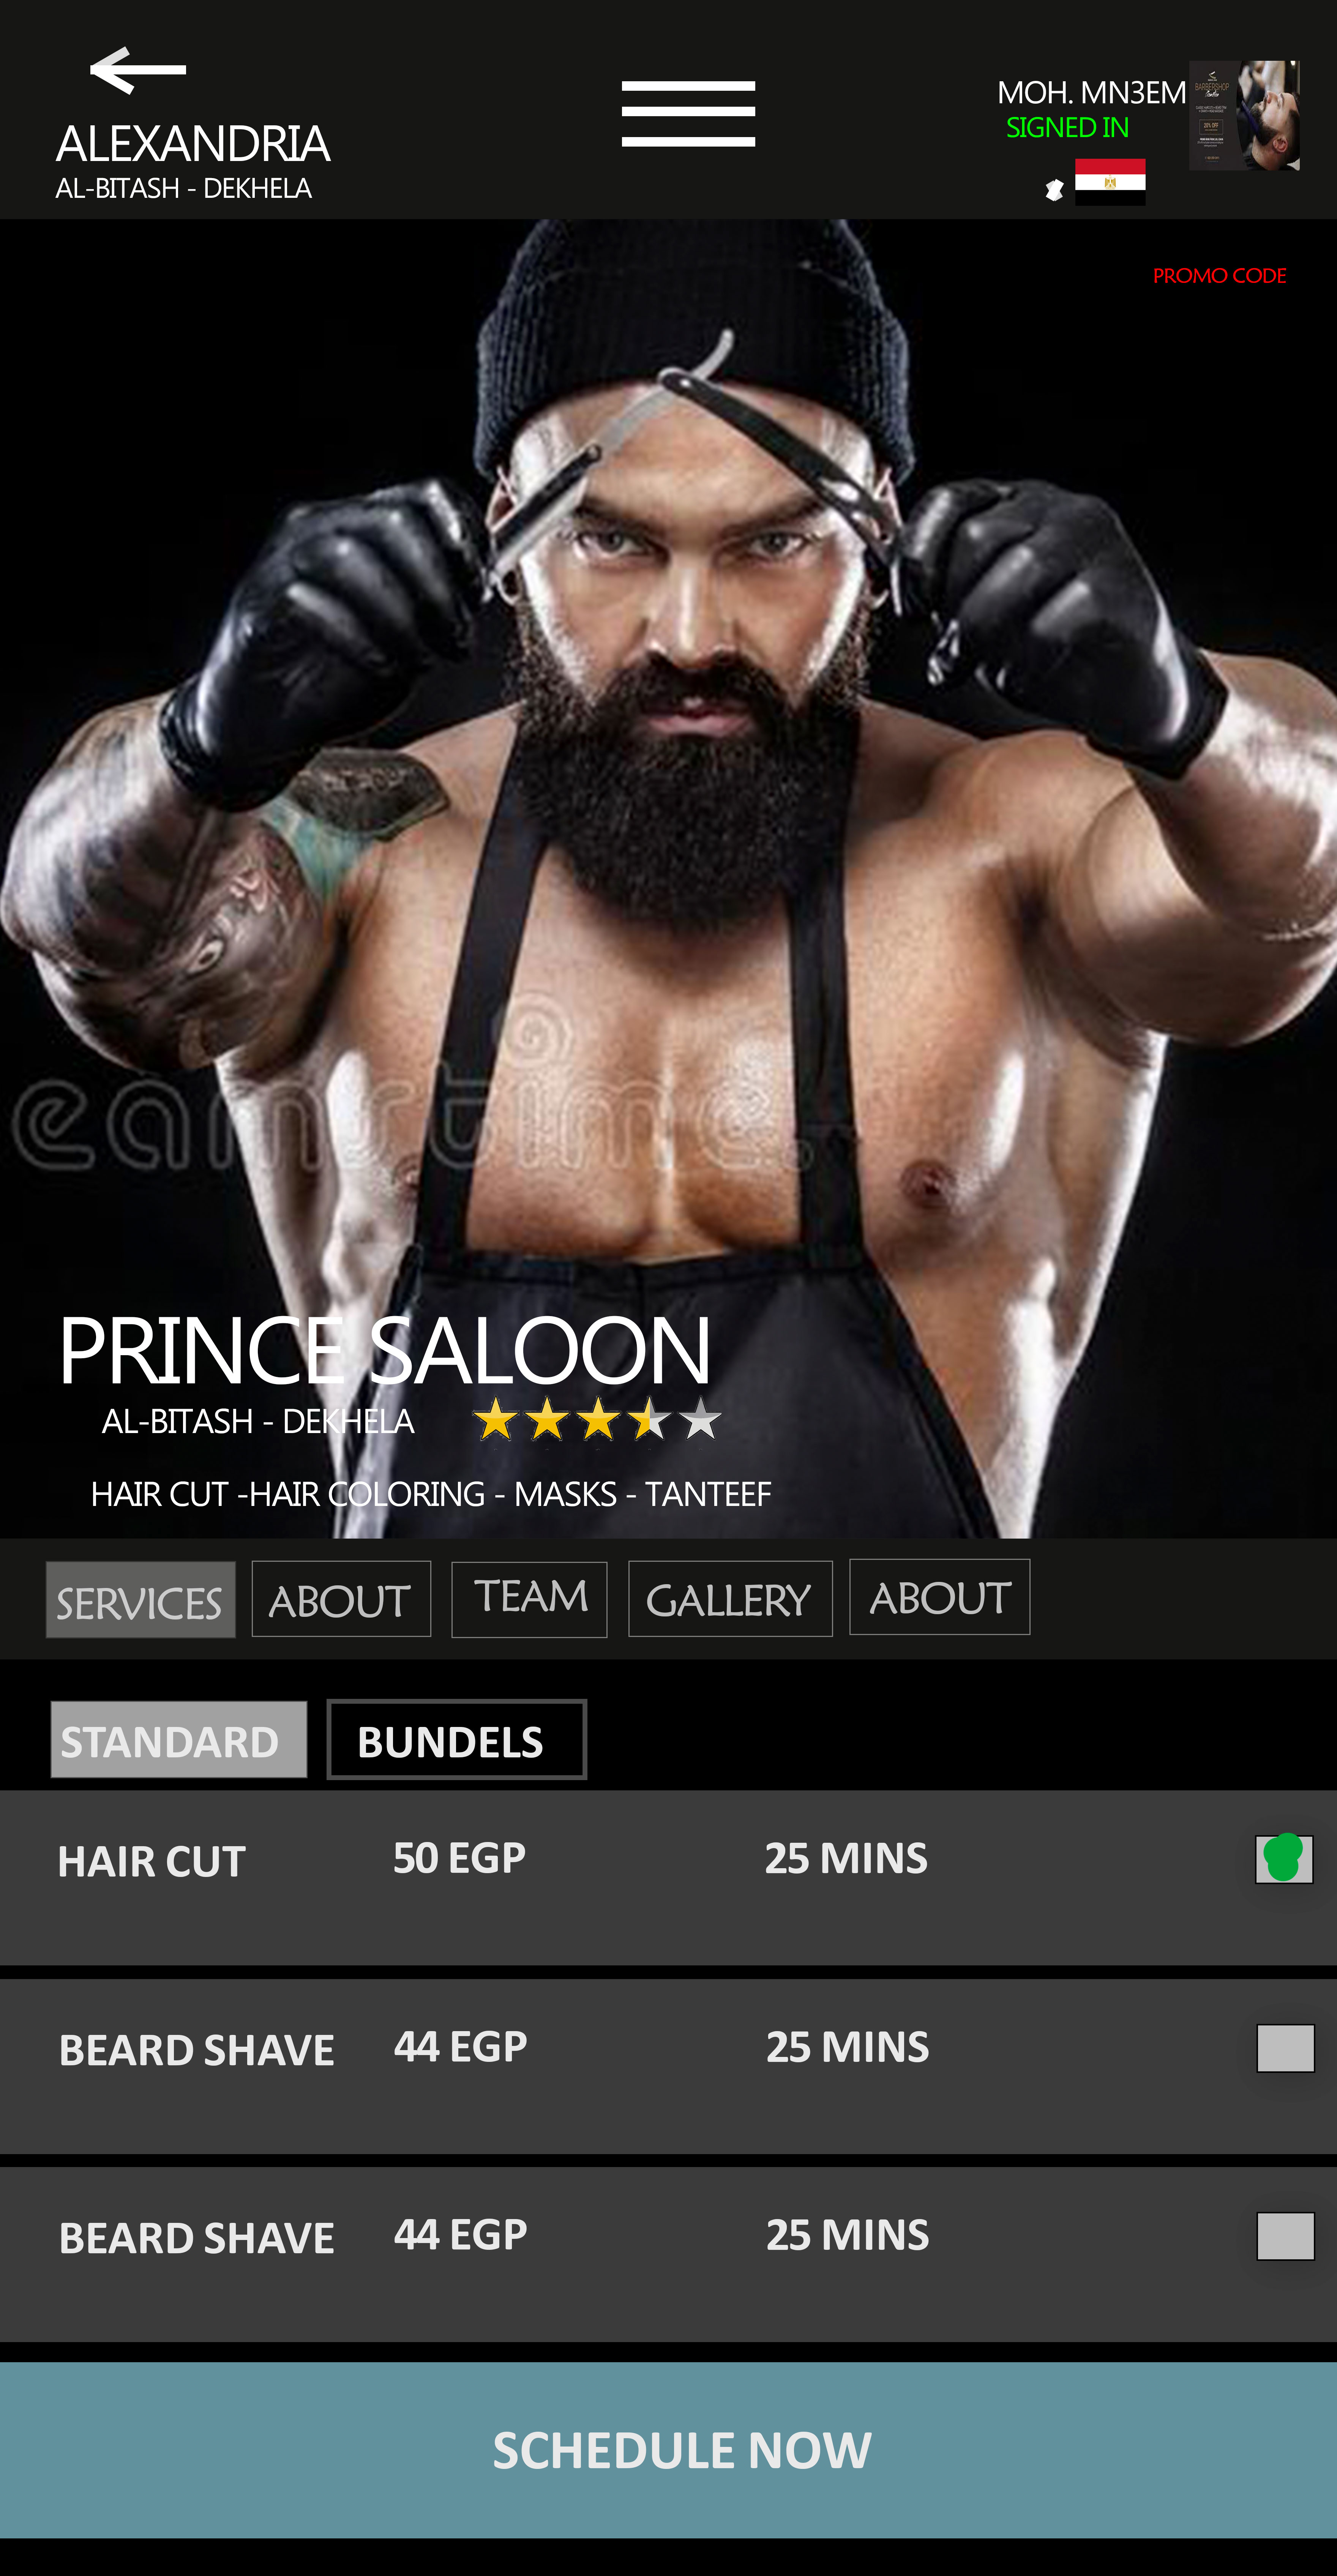 ALEXANDRIA
AL-BITASH - DEKHELA
MOH. MN3EM
SIGNED IN
BARBERSHOP
PROMO CODE
eamstime
PRINCE SALOON
AL-BITASH - DEKHELA
HAIR CUT -HAIR COLORING - MASKS - TANTEEF
SERVICES ABOUT TEAM GALLERY ABOUT
STANDARD BUNDELS
HAIR CUT 50 EGP 25 MINS
BEARD SHAVE 44 EGP 25 MINS
BEARD SHAVE 44 EGP 25 MINS
SCHEDULE NOW